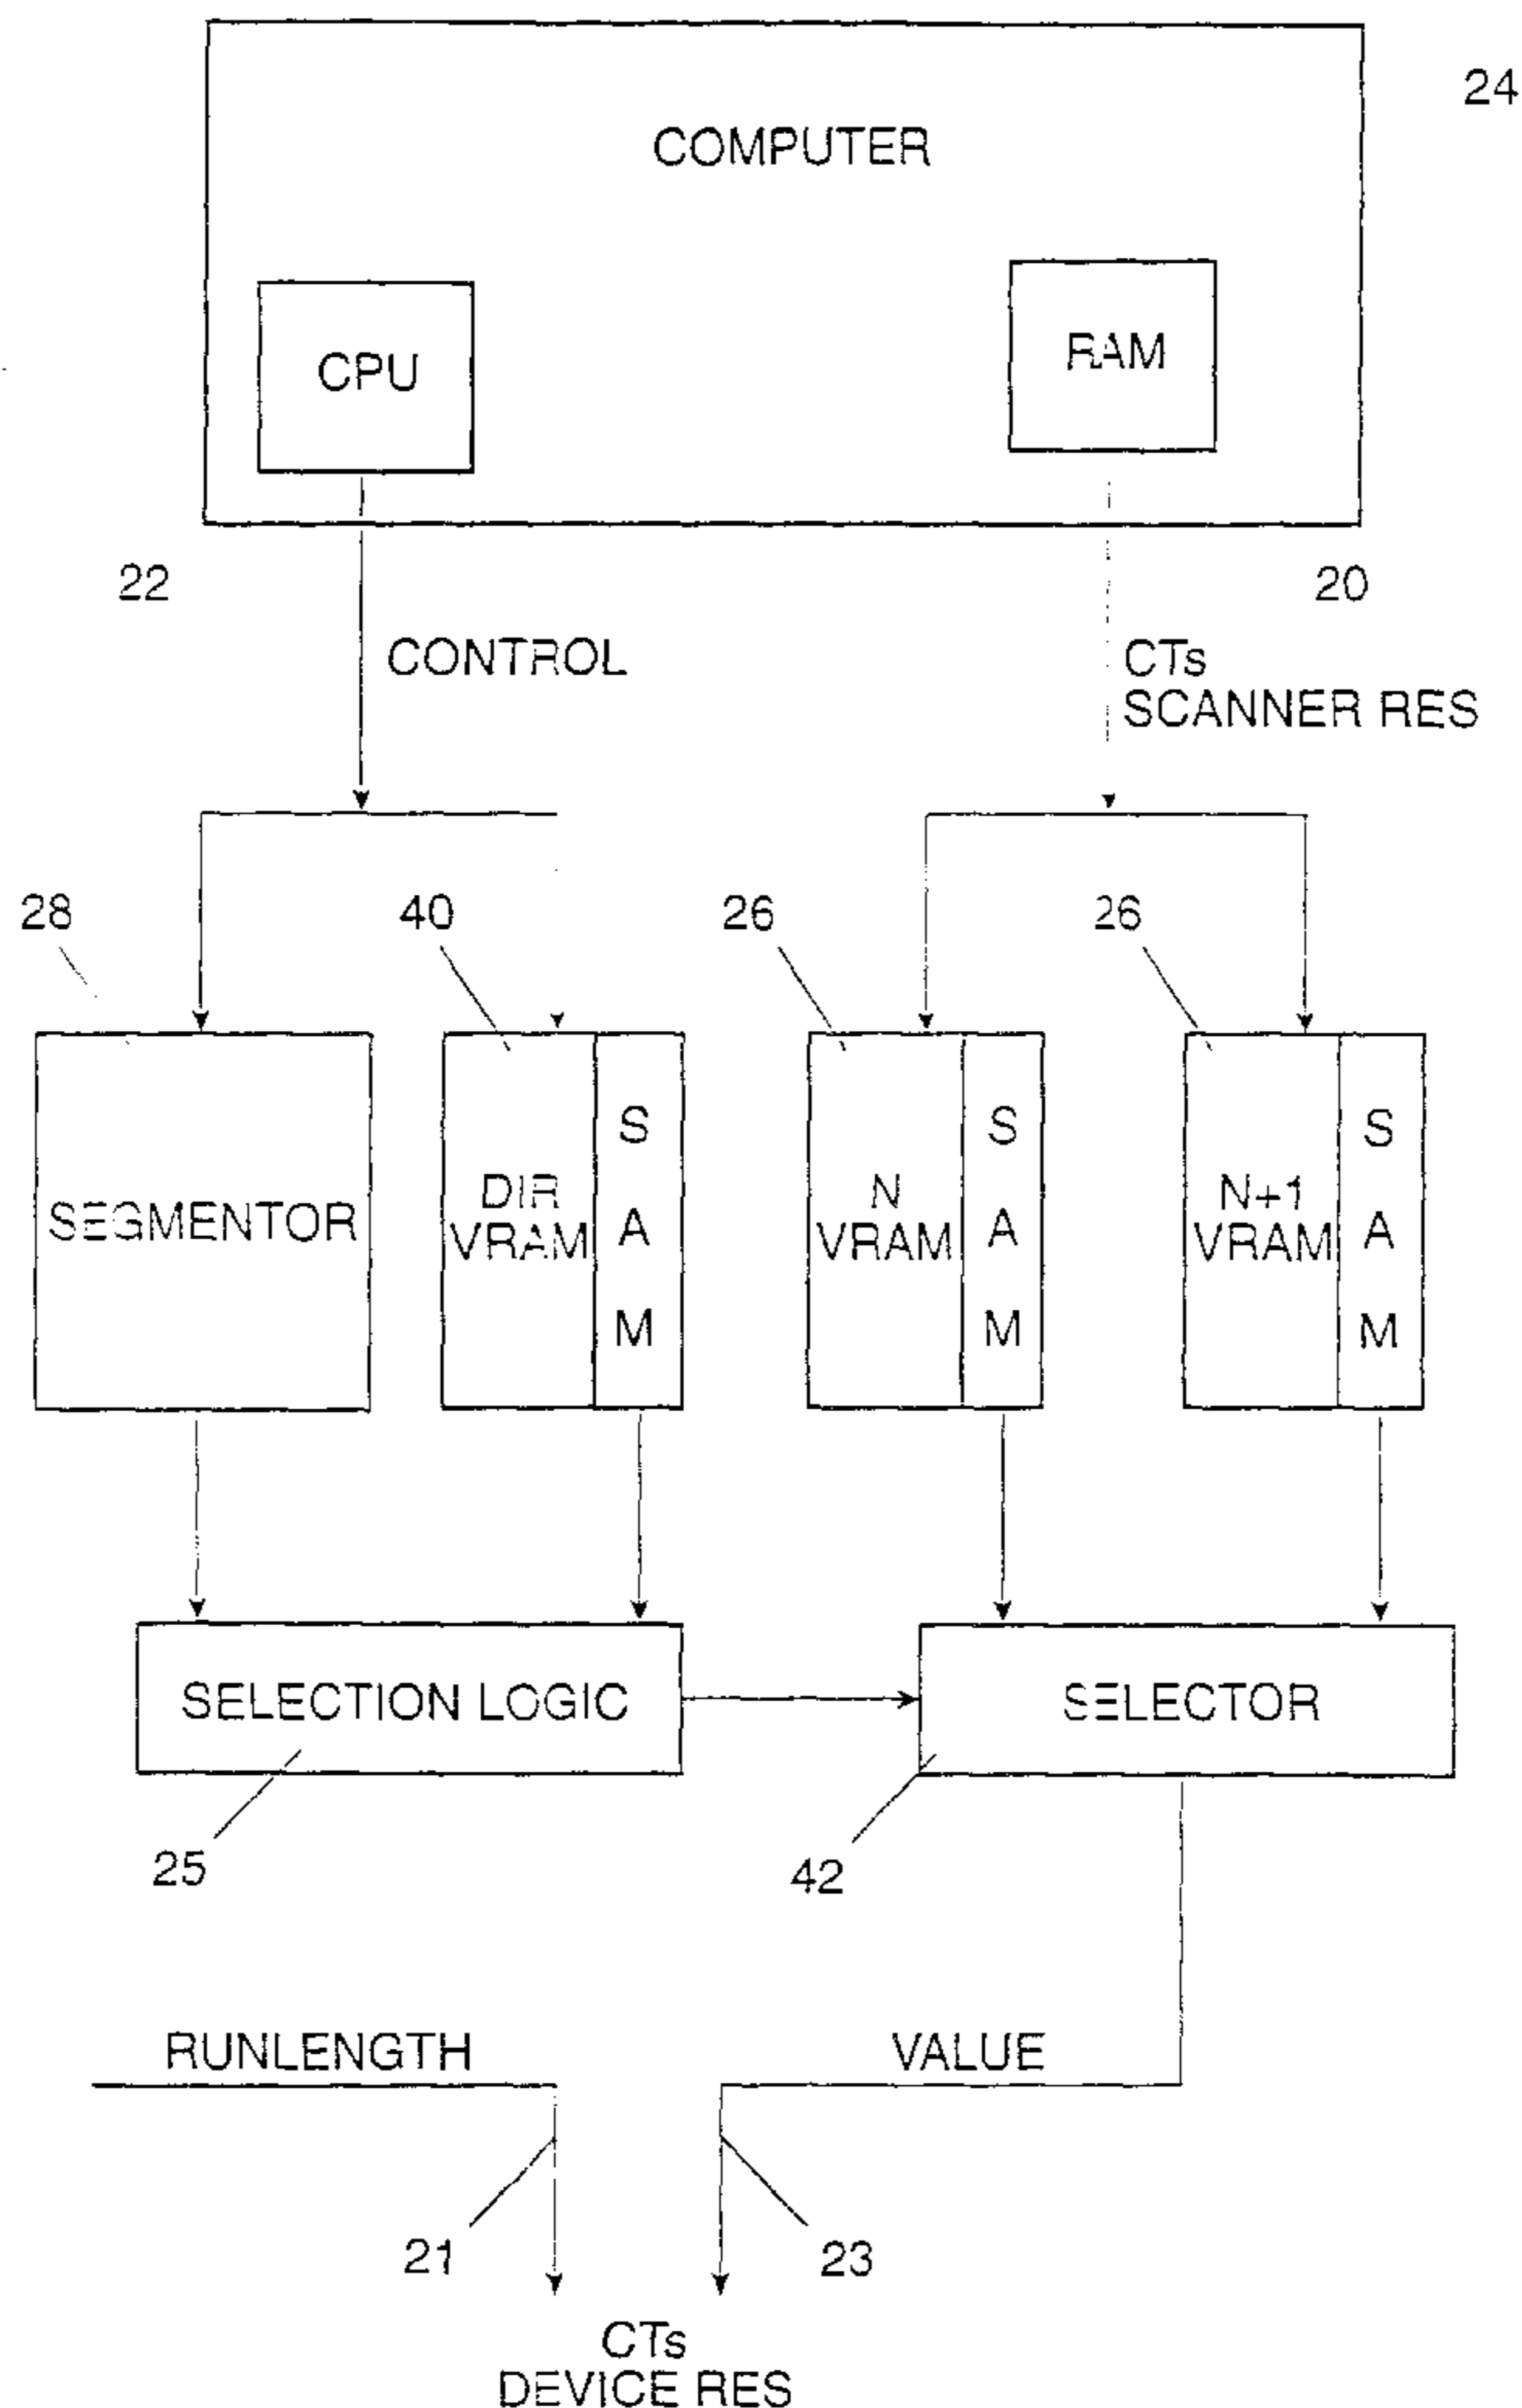 24
COMPUTER
CPU
RAM
22
20
CONTROL
CTs
SCANNER RES
28
40
26
26
SEGMENTOR
DIR
VRAM
S
A
M
N
VRAM
S
A
M
N+1
VRAM
S
A
M
SELECTION LOGIC
SELECTOR
25
42
RUNLENGTH
VALUE
21
23
CTs
DEVICE RES